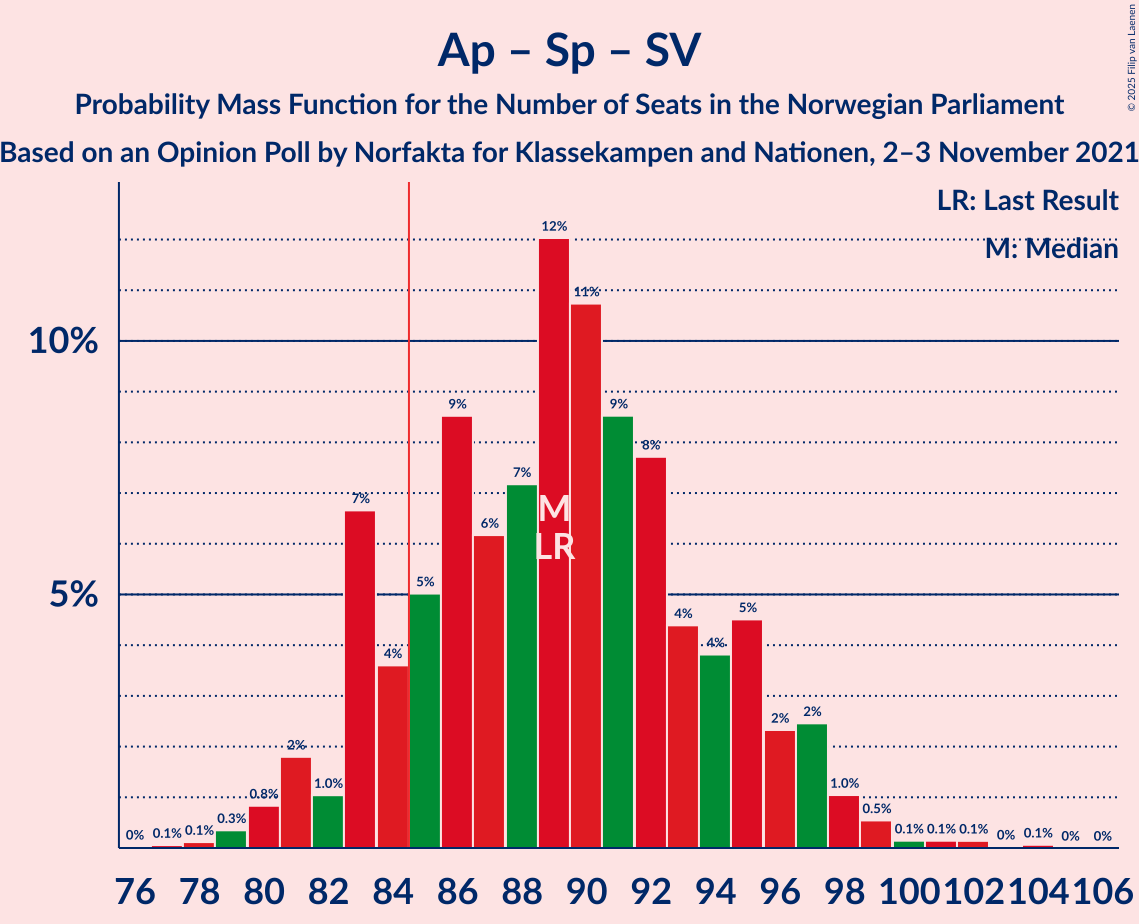 Ap – Sp – SV
Probability Mass Function for the Number of Seats in the Norwegian Parliament
Based on an Opinion Poll by Norfakta for Klassekampen and Nationen, 2–3 November 2021
© 2025 Filip van Laenen
LR: Last Result
M: Median
10%
5%
0% 0.1% 0.1% 0.3% 0.8% 2% 1.0% 7% 4% 5% 9% 6% 7% 12% 11% 9% 8% 4% 4% 5% 2% 2% 1.0% 0.5% 0.1% 0.1% 0.1% 0% 0.1% 0% 0%
M
LR
76 78 80 82 84 86 88 90 92 94 96 98 100 102 104 106